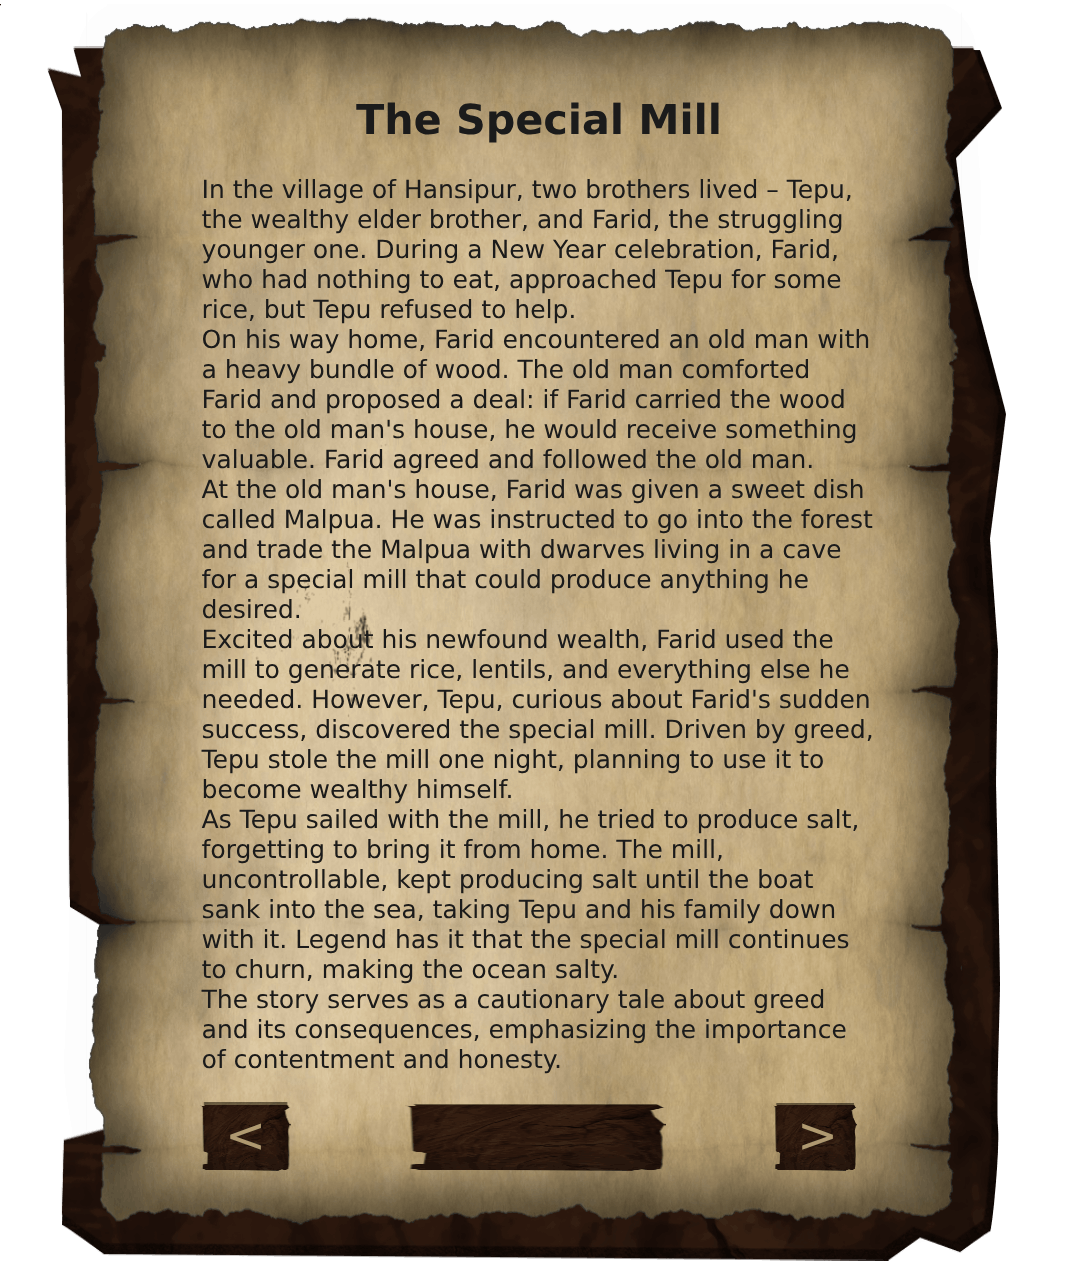 The Special Mill
In the village of Hansipur, two brothers lived – Tepu,
the wealthy elder brother, and Farid, the struggling
younger one. During a New Year celebration, Farid,
who had nothing to eat, approached Tepu for some
rice, but Tepu refused to help.
On his way home, Farid encountered an old man with
a heavy bundle of wood. The old man comforted
Farid and proposed a deal: if Farid carried the wood
to the old man's house, he would receive something
valuable. Farid agreed and followed the old man.
At the old man's house, Farid was given a sweet dish
called Malpua. He was instructed to go into the forest
and trade the Malpua with dwarves living in a cave
for a special mill that could produce anything he
desired.
Excited about his newfound wealth, Farid used the
mill to generate rice, lentils, and everything else he
needed. However, Tepu, curious about Farid's sudden
success, discovered the special mill. Driven by greed,
Tepu stole the mill one night, planning to use it to
become wealthy himself.
As Tepu sailed with the mill, he tried to produce salt,
forgetting to bring it from home. The mill,
uncontrollable, kept producing salt until the boat
sank into the sea, taking Tepu and his family down
with it. Legend has it that the special mill continues
to churn, making the ocean salty.
The story serves as a cautionary tale about greed
and its consequences, emphasizing the importance
of contentment and honesty.
< >